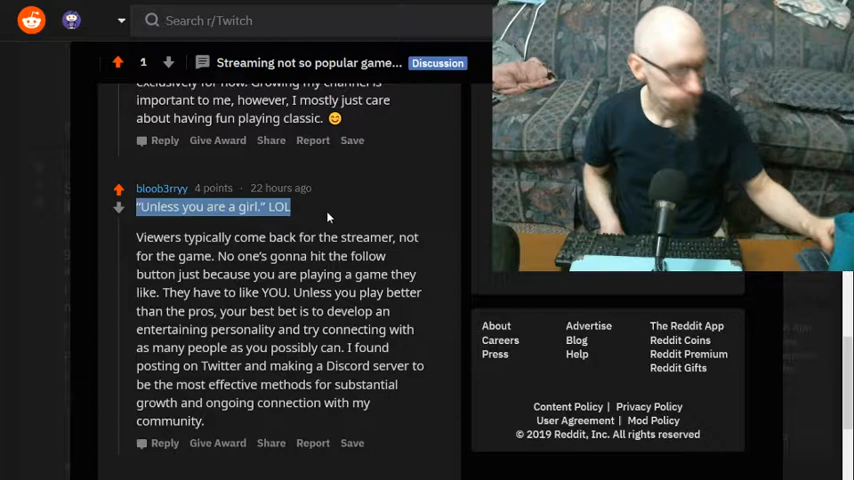 Search r/Twitch
1
Streaming not so popular game...
Discussion
important to me, however, I mostly just care
about having fun playing classic. 😊
Reply Give Award Share Report Save
bloob3rryy 4 points · 22 hours ago
"Unless you are a girl." LOL
Viewers typically come back for the streamer, not
for the game. No one's gonna hit the follow
button just because you are playing a game they
like. They have to like YOU. Unless you play better
than the pros, your best bet is to develop an
entertaining personality and try connecting with
as many people as you possibly can. I found
posting on Twitter and making a Discord server to
be the most effective methods for substantial
growth and ongoing connection with my
community.
Reply Give Award Share Report Save
About Advertise The Reddit App
Careers Blog Reddit Coins
Press Help Reddit Premium
Reddit Gifts
Content Policy | Privacy Policy
User Agreement | Mod Policy
© 2019 Reddit, Inc. All rights reserved